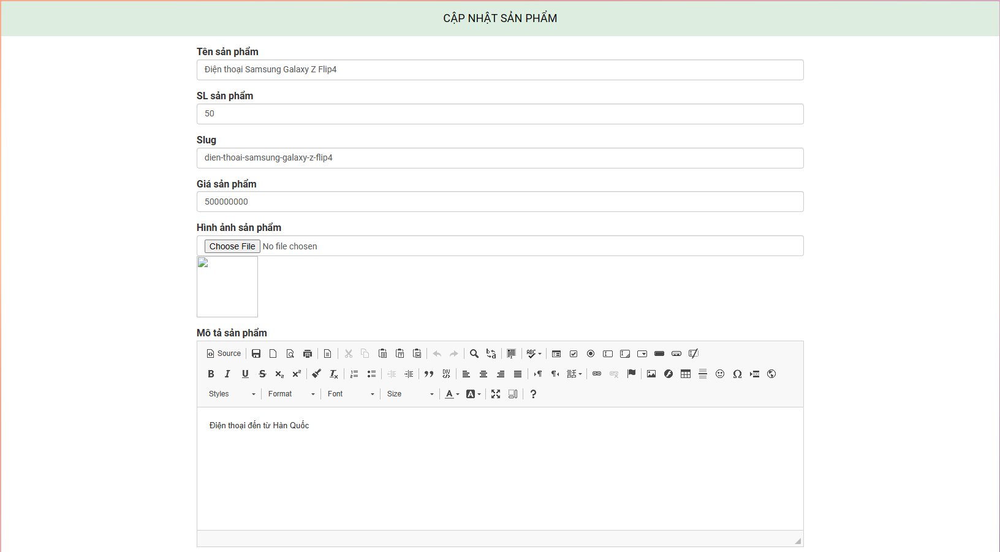 CẬP NHẬT SẢN PHẨM
Tên sản phẩm
Điện thoại Samsung Galaxy Z Flip4
SL sản phẩm
50
Slug
dien-thoai-samsung-galaxy-z-flip4
Giá sản phẩm
500000000
Hình ảnh sản phẩm
Choose File No file chosen
Mô tả sản phẩm
Source
Styles Format Font Size
Điện thoại đến từ Hàn Quốc